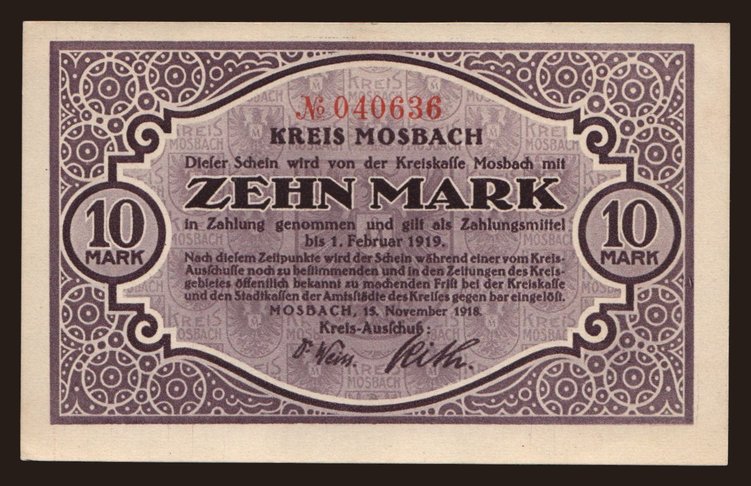 № 040636
KREIS MOSBACH
Dieſer Schein wird von der Kreiskaſſe Mosbach mit
ZEHN MARK
in Zahlung genommen und gilt als Zahlungsmittel
bis 1. Februar 1919.
Nach dieſem Zeitpunkte wird der Schein während einer vom Kreis-
Ausſchuſſe noch zu beſtimmenden und in den Zeitungen des Kreis-
gebietes öffentlich bekannt zu machenden Friſt bei der Kreiskaſſe
und den Stadtkaſſen der Amtsſtädte des Kreiſes gegen bar eingelöſt.
MOSBACH, 15. November 1918.
Kreis-Ausſchuß:
10
MARK
10
MARK
KREIS
MOSBACH